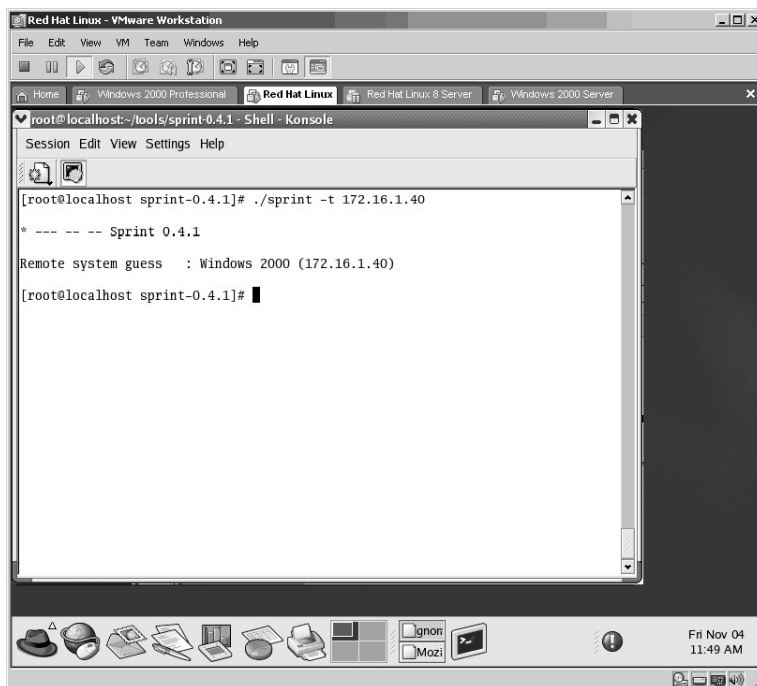 Red Hat Linux - VMware Workstation
File Edit View VM Team Windows Help
Home Windows 2000 Professional Red Hat Linux Red Hat Linux 8 Server Windows 2000 Server
root@localhost:~/tools/sprint-0.4.1 - Shell - Konsole
Session Edit View Settings Help
[root@localhost sprint-0.4.1]# ./sprint -t 172.16.1.40
* --- -- -- Sprint 0.4.1
Remote system guess : Windows 2000 (172.16.1.40)
[root@localhost sprint-0.4.1]#
gnon
Mozi
Fri Nov 04
11:49 AM